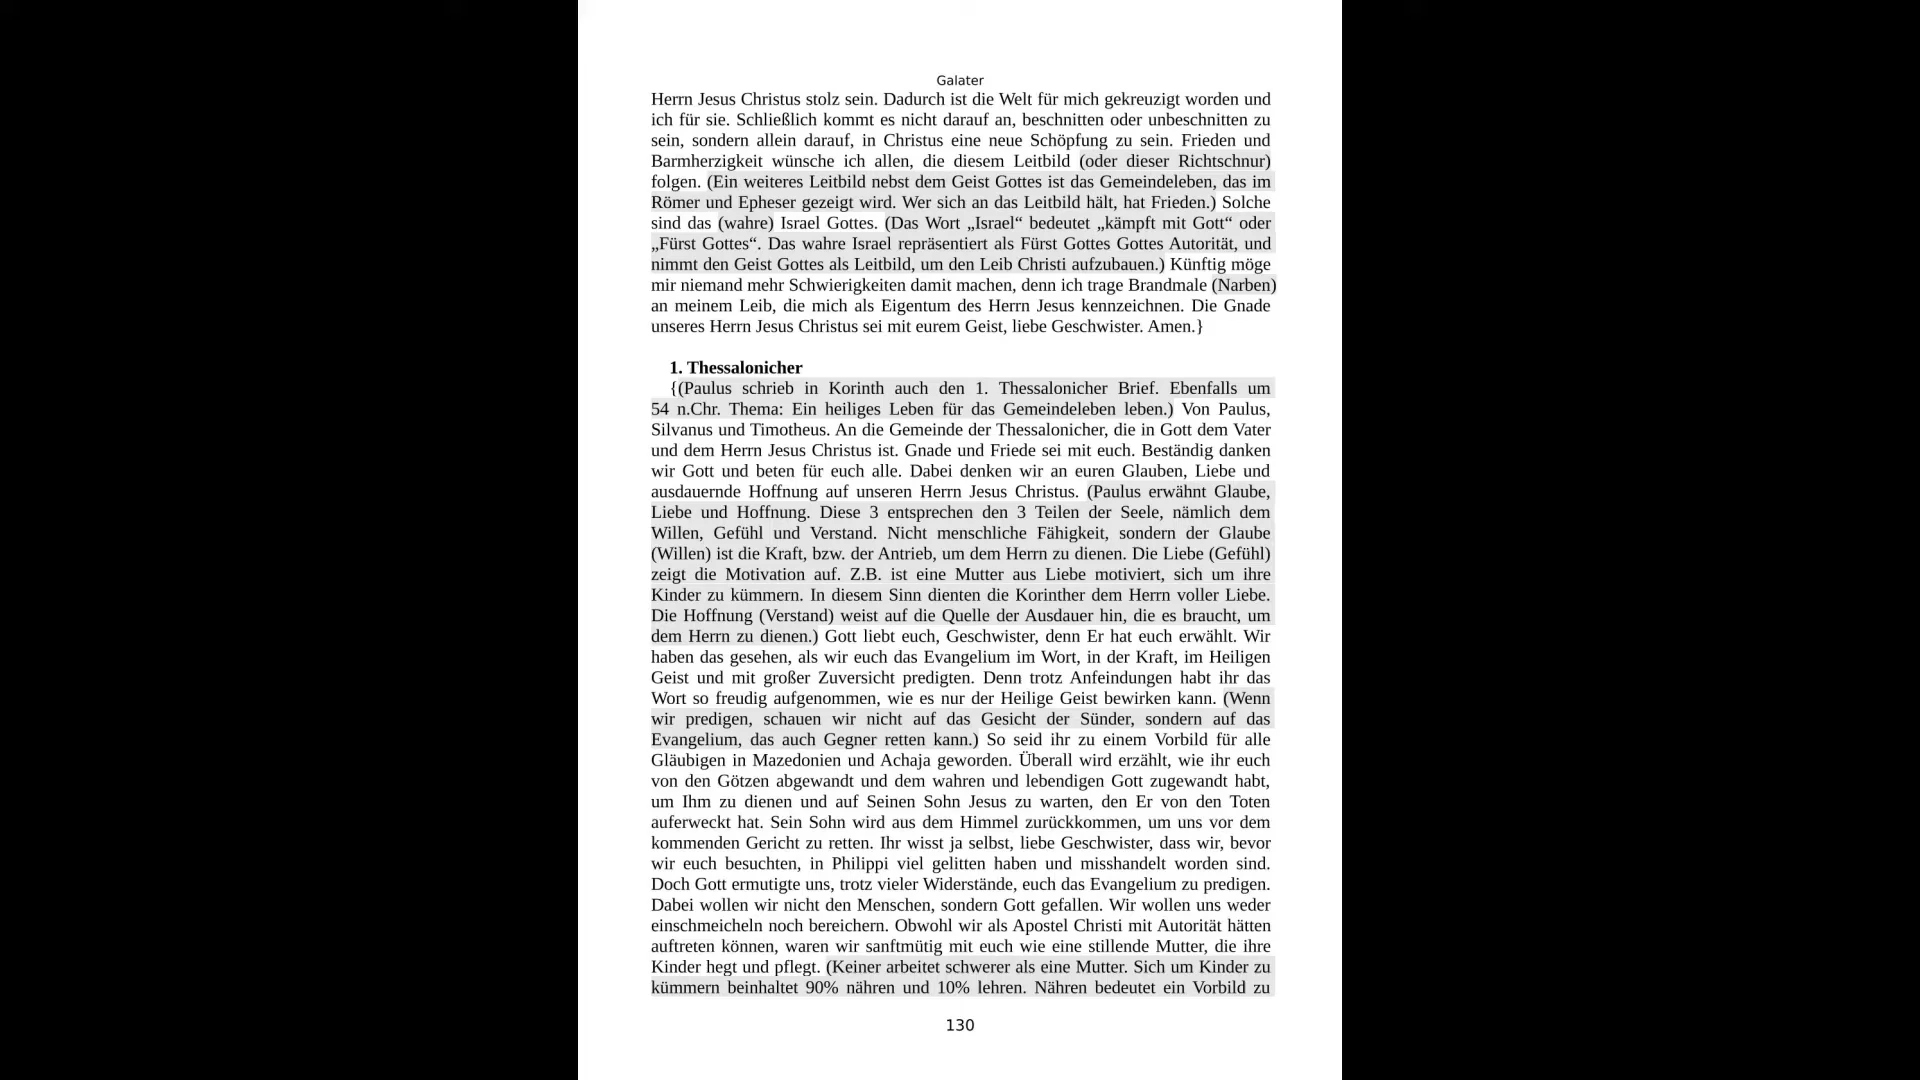 Galater
Herrn Jesus Christus stolz sein. Dadurch ist die Welt für mich gekreuzigt worden und
ich für sie. Schließlich kommt es nicht darauf an, beschnitten oder unbeschnitten zu
sein, sondern allein darauf, in Christus eine neue Schöpfung zu sein. Frieden und
Barmherzigkeit wünsche ich allen, die diesem Leitbild (oder dieser Richtschnur)
folgen. (Ein weiteres Leitbild nebst dem Geist Gottes ist das Gemeindeleben, das im
Römer und Epheser gezeigt wird. Wer sich an das Leitbild hält, hat Frieden.) Solche
sind das (wahre) Israel Gottes. (Das Wort „Israel“ bedeutet „kämpft mit Gott“ oder
„Fürst Gottes“. Das wahre Israel repräsentiert als Fürst Gottes Gottes Autorität, und
nimmt den Geist Gottes als Leitbild, um den Leib Christi aufzubauen.) Künftig möge
mir niemand mehr Schwierigkeiten damit machen, denn ich trage Brandmale (Narben)
an meinem Leib, die mich als Eigentum des Herrn Jesus kennzeichnen. Die Gnade
unseres Herrn Jesus Christus sei mit eurem Geist, liebe Geschwister. Amen.}
1. Thessalonicher
{(Paulus schrieb in Korinth auch den 1. Thessalonicher Brief. Ebenfalls um
54 n.Chr. Thema: Ein heiliges Leben für das Gemeindeleben leben.) Von Paulus,
Silvanus und Timotheus. An die Gemeinde der Thessalonicher, die in Gott dem Vater
und dem Herrn Jesus Christus ist. Gnade und Friede sei mit euch. Beständig danken
wir Gott und beten für euch alle. Dabei denken wir an euren Glauben, Liebe und
ausdauernde Hoffnung auf unseren Herrn Jesus Christus. (Paulus erwähnt Glaube,
Liebe und Hoffnung. Diese 3 entsprechen den 3 Teilen der Seele, nämlich dem
Willen, Gefühl und Verstand. Nicht menschliche Fähigkeit, sondern der Glaube
(Willen) ist die Kraft, bzw. der Antrieb, um dem Herrn zu dienen. Die Liebe (Gefühl)
zeigt die Motivation auf. Z.B. ist eine Mutter aus Liebe motiviert, sich um ihre
Kinder zu kümmern. In diesem Sinn dienten die Korinther dem Herrn voller Liebe.
Die Hoffnung (Verstand) weist auf die Quelle der Ausdauer hin, die es braucht, um
dem Herrn zu dienen.) Gott liebt euch, Geschwister, denn Er hat euch erwählt. Wir
haben das gesehen, als wir euch das Evangelium im Wort, in der Kraft, im Heiligen
Geist und mit großer Zuversicht predigten. Denn trotz Anfeindungen habt ihr das
Wort so freudig aufgenommen, wie es nur der Heilige Geist bewirken kann. (Wenn
wir predigen, schauen wir nicht auf das Gesicht der Sünder, sondern auf das
Evangelium, das auch Gegner retten kann.) So seid ihr zu einem Vorbild für alle
Gläubigen in Mazedonien und Achaja geworden. Überall wird erzählt, wie ihr euch
von den Götzen abgewandt und dem wahren und lebendigen Gott zugewandt habt,
um Ihm zu dienen und auf Seinen Sohn Jesus zu warten, den Er von den Toten
auferweckt hat. Sein Sohn wird aus dem Himmel zurückkommen, um uns vor dem
kommenden Gericht zu retten. Ihr wisst ja selbst, liebe Geschwister, dass wir, bevor
wir euch besuchten, in Philippi viel gelitten haben und misshandelt worden sind.
Doch Gott ermutigte uns, trotz vieler Widerstände, euch das Evangelium zu predigen.
Dabei wollen wir nicht den Menschen, sondern Gott gefallen. Wir wollen uns weder
einschmeicheln noch bereichern. Obwohl wir als Apostel Christi mit Autorität hätten
auftreten können, waren wir sanftmütig mit euch wie eine stillende Mutter, die ihre
Kinder hegt und pflegt. (Keiner arbeitet schwerer als eine Mutter. Sich um Kinder zu
kümmern beinhaltet 90% nähren und 10% lehren. Nähren bedeutet ein Vorbild zu
130